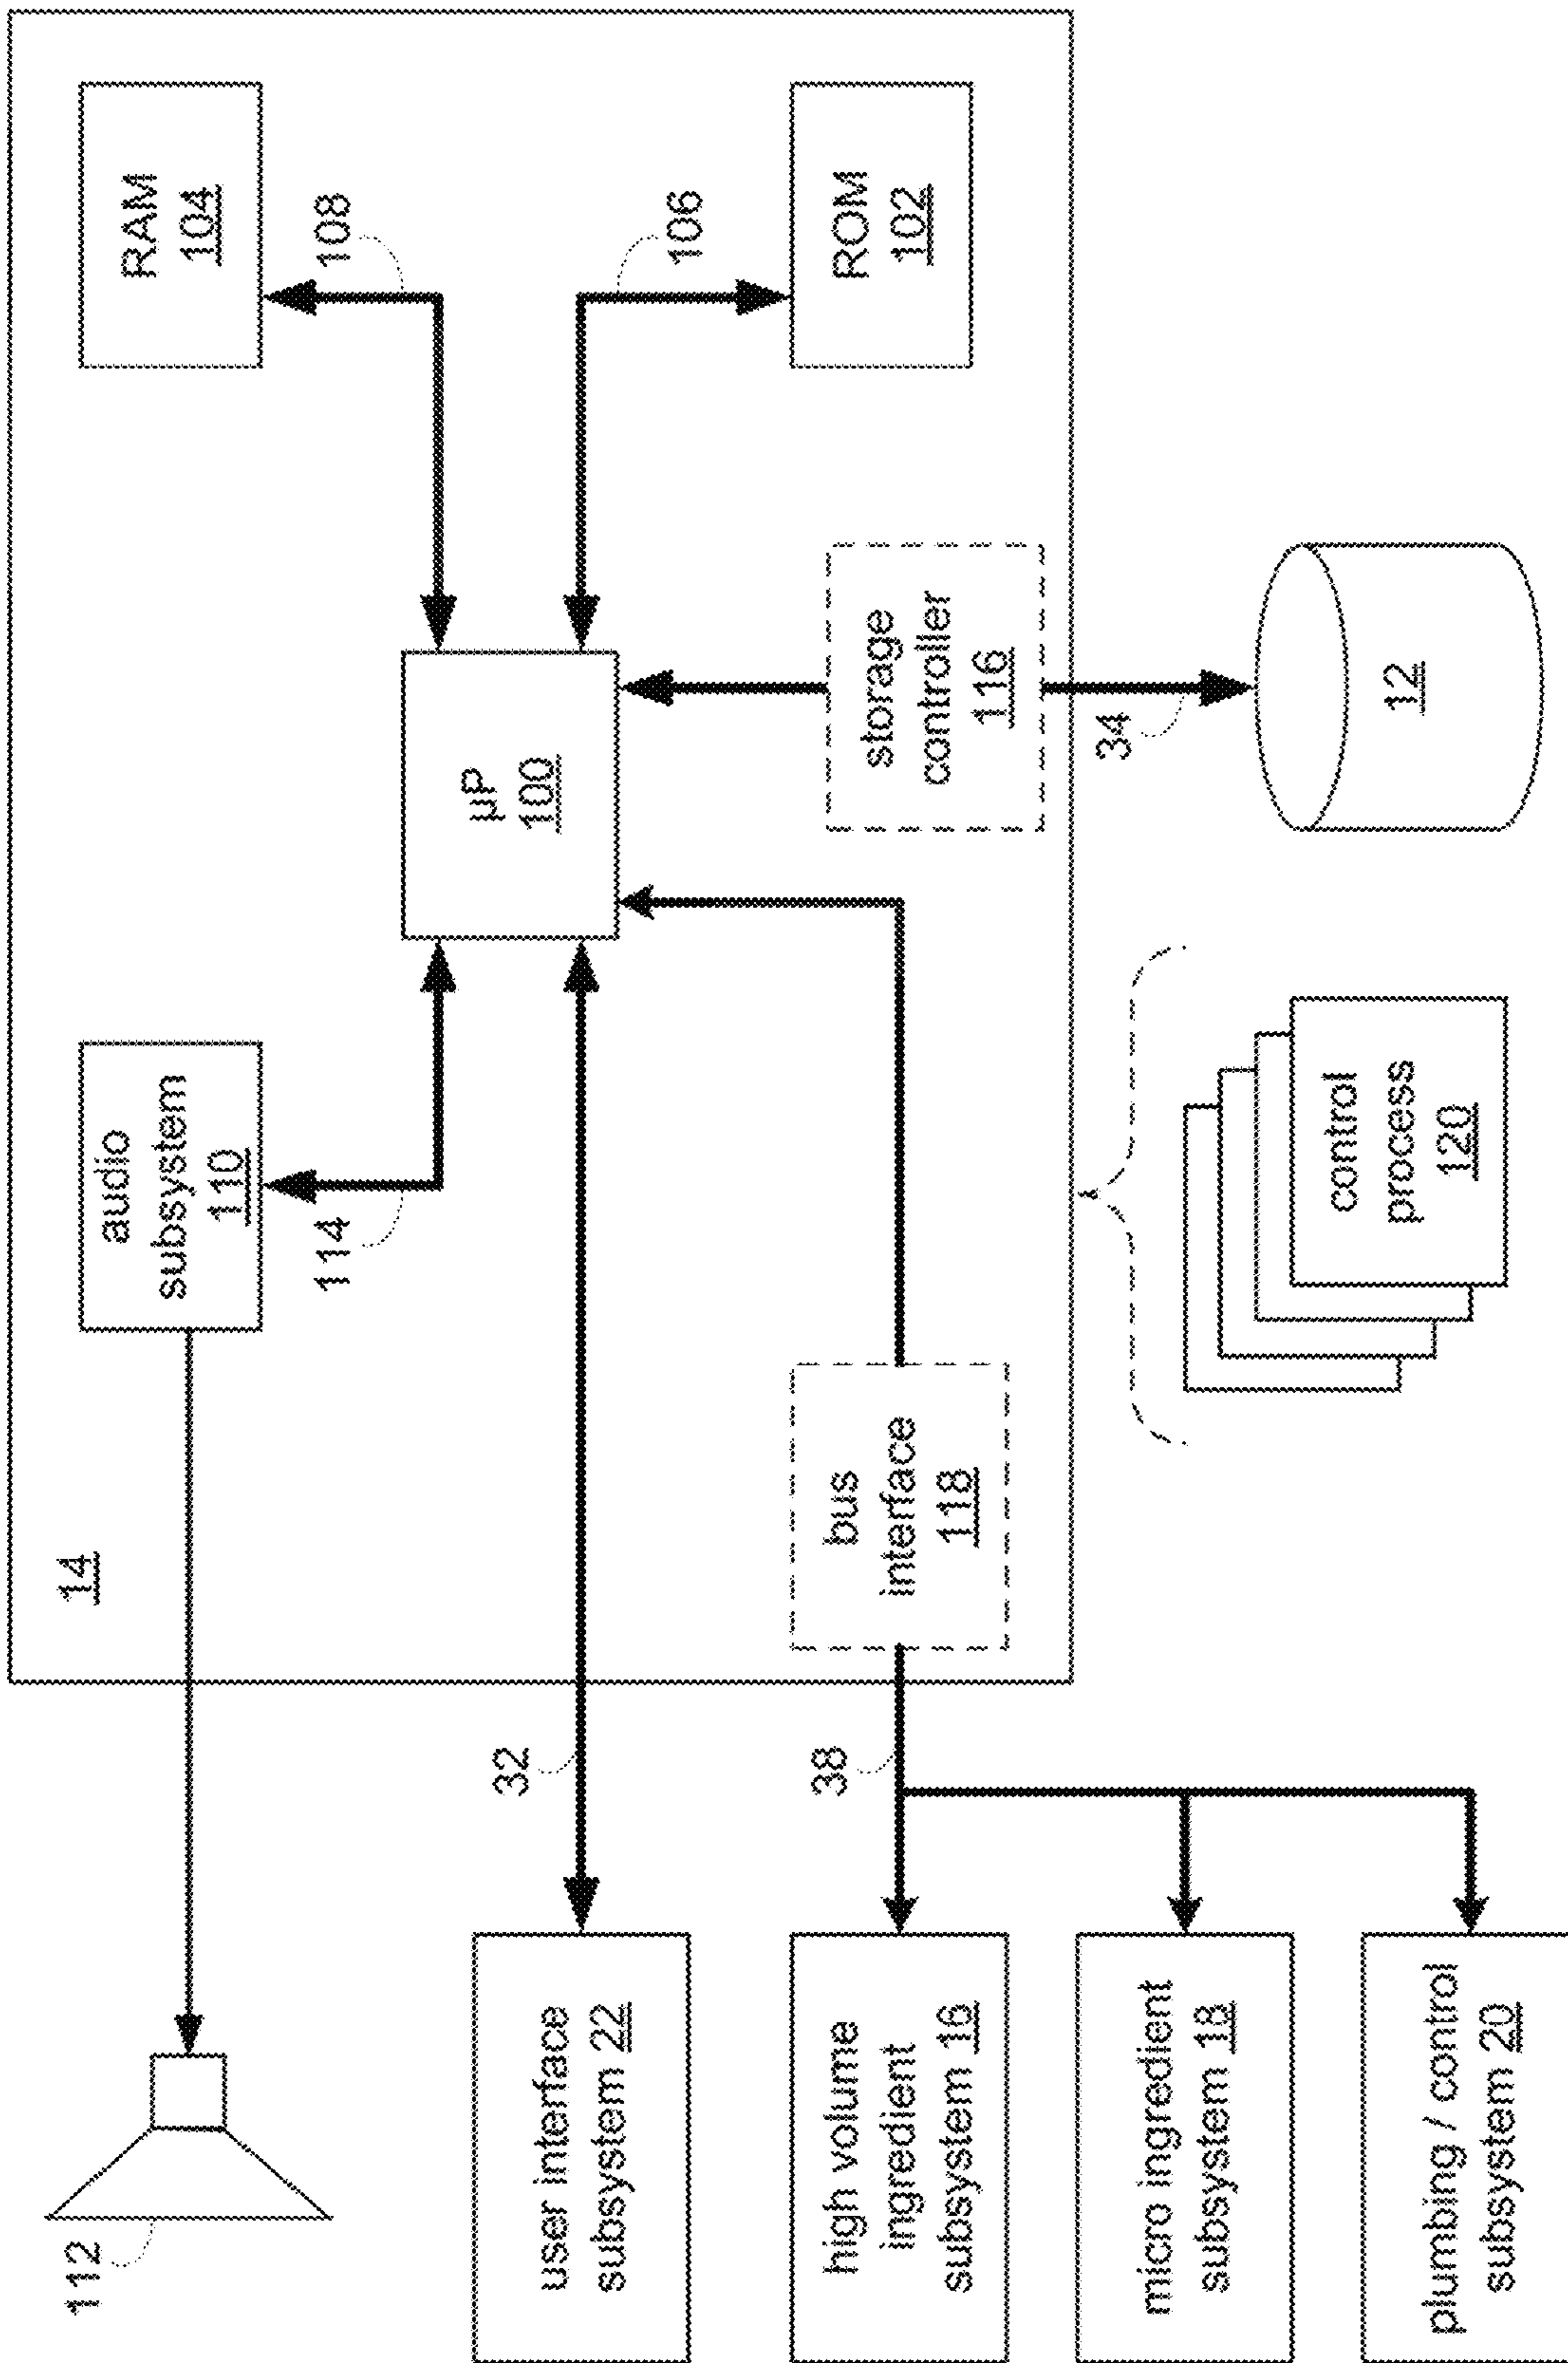 112
14
audio
subsystem
110
114
RAM
104
108
µP
100
32
user interface
subsystem 22
106
38
bus
interface
118
storage
controller
116
ROM
102
high volume
ingredient
subsystem 16
34
micro ingredient
subsystem 18
control
process
120
12
plumbing / control
subsystem 20